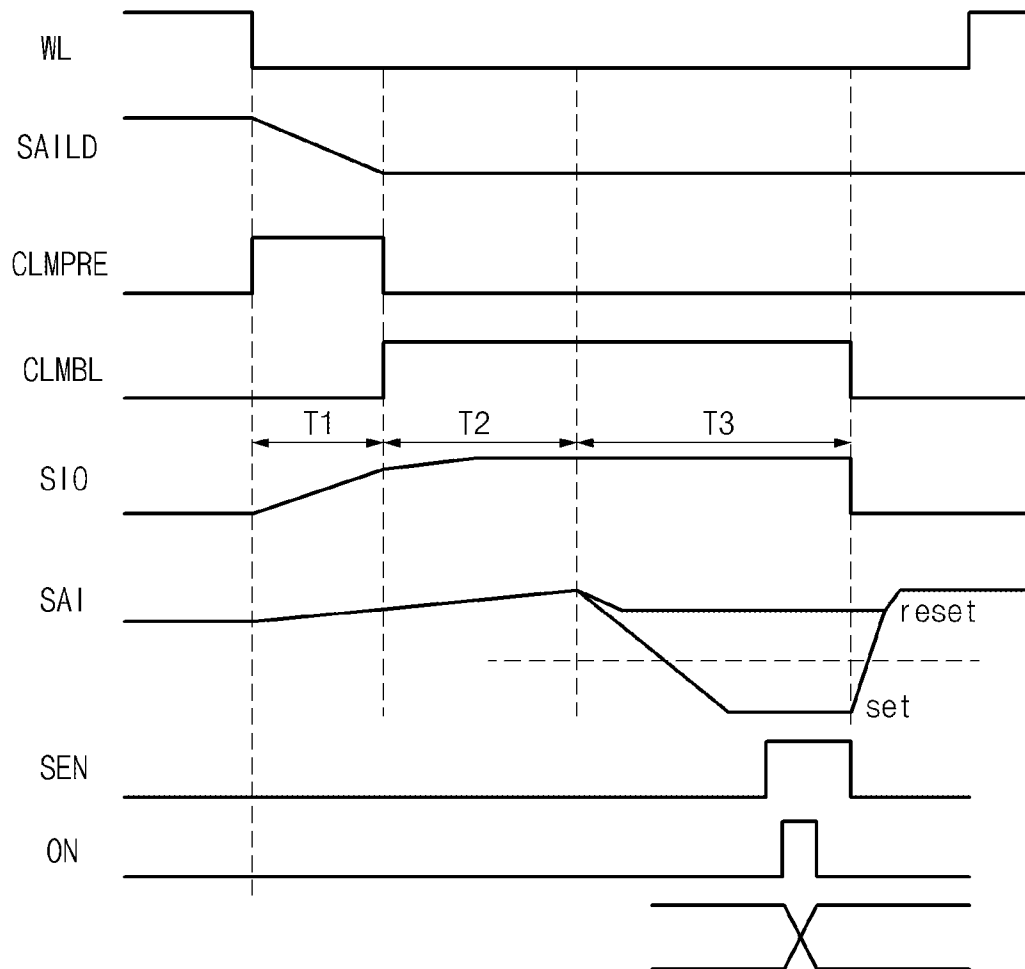 WL
SAILD
CLMPRE
CLMBL
T1 T2 T3
SIO
SAI
reset
set
SEN
ON